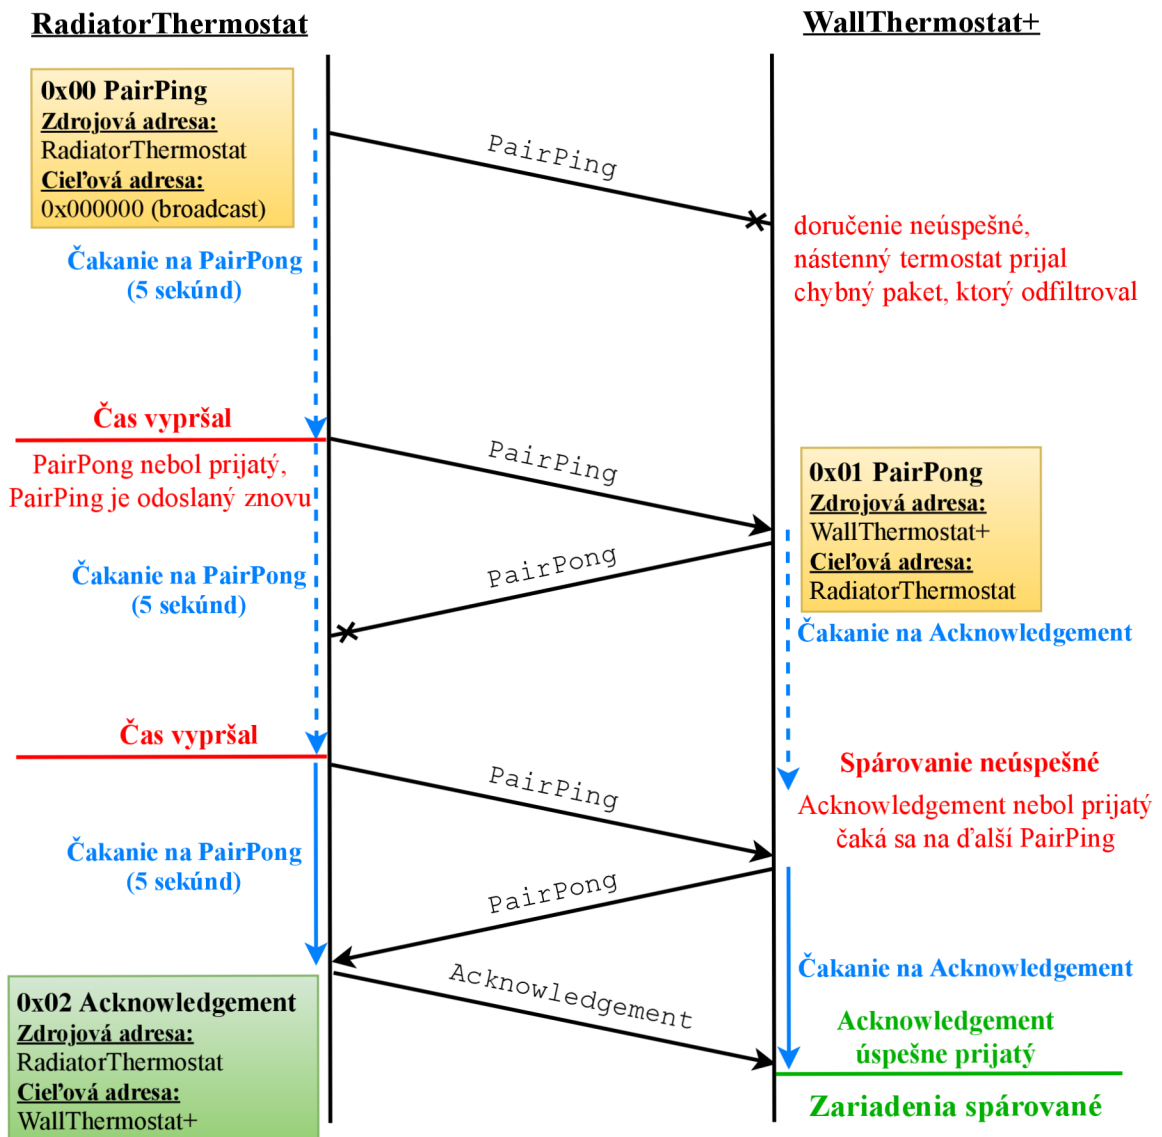 RadiatorThermostat
WallThermostat+
0x00 PairPing
Zdrojová adresa:
RadiatorThermostat
Cieľová adresa:
0x000000 (broadcast)
PairPing
doručenie neúspešné,
nástenný termostat prijal
chybný paket, ktorý odfiltroval
Čakanie na PairPong
(5 sekúnd)
Čas vypršal
PairPong nebol prijatý,
PairPing je odoslaný znovu
PairPing
0x01 PairPong
Zdrojová adresa:
WallThermostat+
Cieľová adresa:
RadiatorThermostat
PairPong
Čakanie na PairPong
(5 sekúnd)
Čakanie na Acknowledgement
Čas vypršal
Spárovanie neúspešné
Acknowledgement nebol prijatý
čaká sa na ďalší PairPing
PairPing
Čakanie na PairPong
(5 sekúnd)
PairPong
Čakanie na Acknowledgement
Acknowledgement
0x02 Acknowledgement
Zdrojová adresa:
RadiatorThermostat
Cieľová adresa:
WallThermostat+
Acknowledgement
úspešne prijatý
Zariadenia spárované